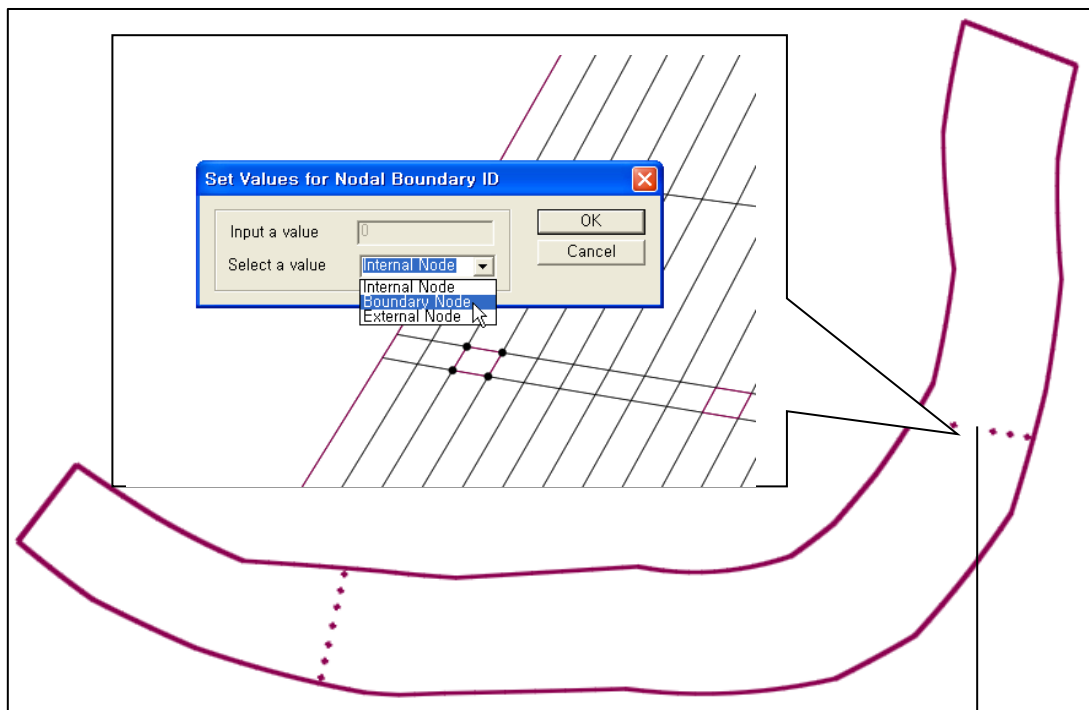 Set Values for Nodal Boundary ID
Input a value 0
OK
Select a value Internal Node
Cancel
Internal Node
Boundary Node
External Node